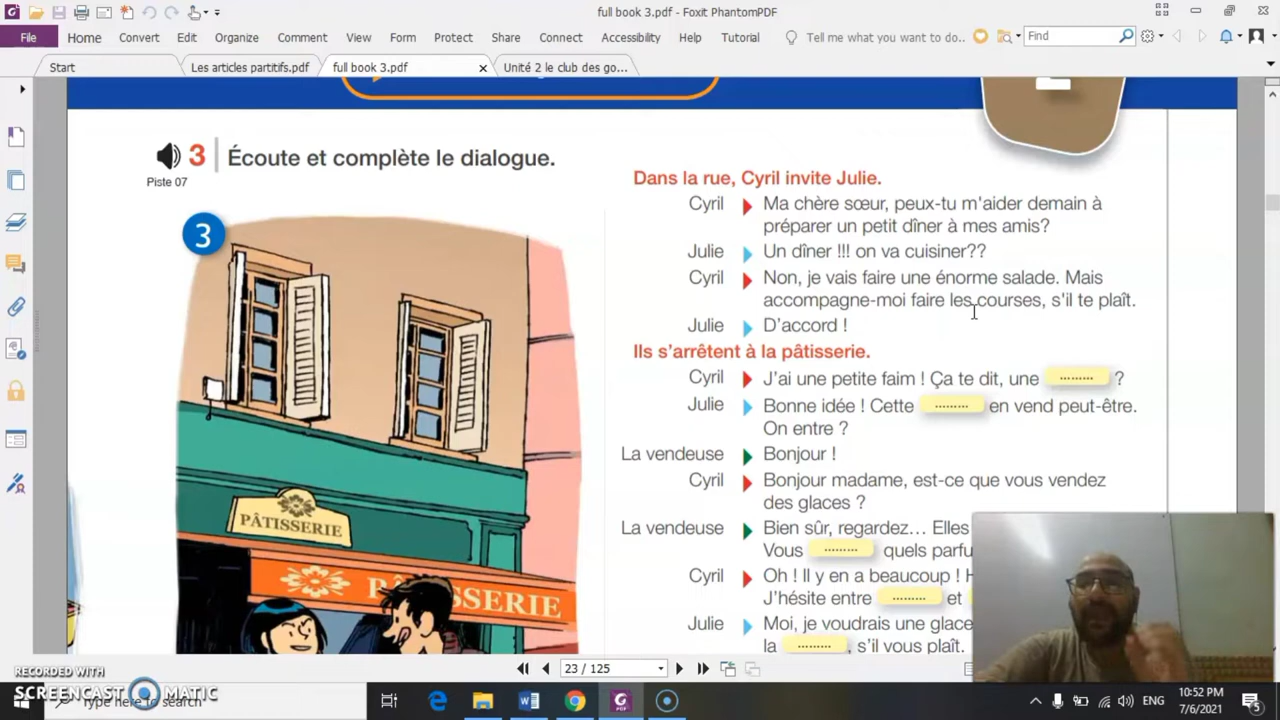 full book 3.pdf - Foxit PhantomPDF
File Home Convert Edit Organize Comment View Form Protect Share Connect Accessibility Help Tutorial Tell me what you want to do... Find
Start Les articles partitifs.pdf full book 3.pdf Unité 2 le club des go...
3 Écoute et complète le dialogue.
Piste 07
3
PÂTISSERIE
Dans la rue, Cyril invite Julie.
Cyril Ma chère sœur, peux-tu m'aider demain à
préparer un petit dîner à mes amis?
Julie Un dîner !!! on va cuisiner??
Cyril Non, je vais faire une énorme salade. Mais
accompagne-moi faire les courses, s'il te plaît.
Julie D'accord !
Ils s'arrêtent à la pâtisserie.
Cyril J'ai une petite faim ! Ça te dit, une ......... ?
Julie Bonne idée ! Cette ......... en vend peut-être.
On entre ?
La vendeuse Bonjour !
Cyril Bonjour madame, est-ce que vous vendez
des glaces ?
La vendeuse Bien sûr, regardez... Elles
Vous ......... quels
Cyril Oh ! Il y en a beaucoup !
J'hésite entre ......... et
Julie Moi, je voudrais une glace
la ........., s'il vous plaît.
23 / 125
RECORDED WITH
SCREENCAST MATIC
Type here to search
ENG
10:52 PM
7/6/2021
5